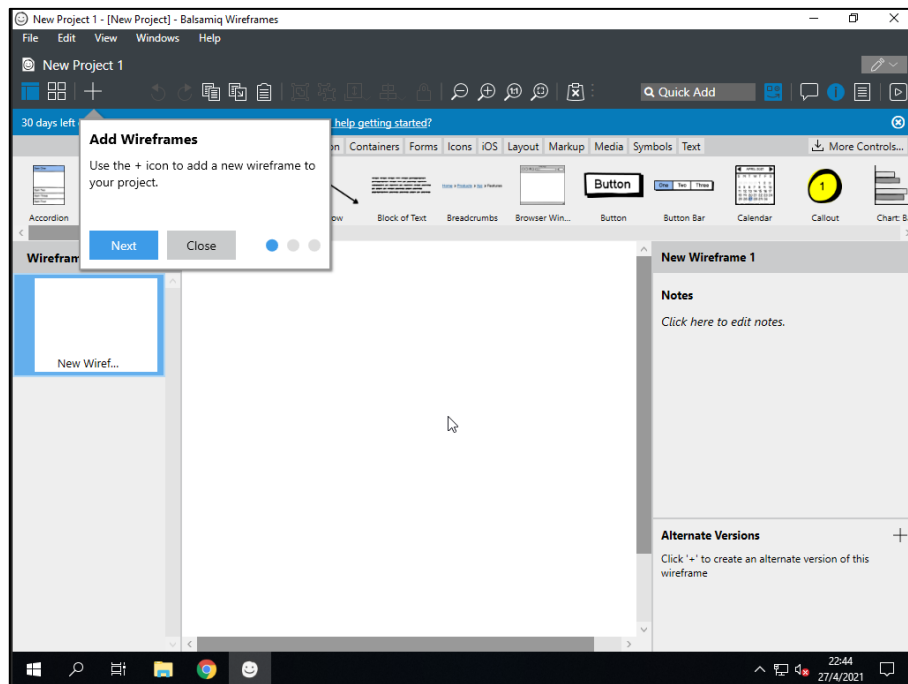 New Project 1 - [New Project] - Balsamiq Wireframes
File Edit View Windows Help
New Project 1
Quick Add
30 days left
help getting started?
Add Wireframes
Use the + icon to add a new wireframe to
your project.
Next Close
on Containers Forms Icons iOS Layout Markup Media Symbols Text More Controls...
Button
One Two Three
1
Accordion ow Block of Text Breadcrumbs Browser Win... Button Button Bar Calendar Callout Chart: B
Wirefram
New Wiref...
New Wireframe 1
Notes
Click here to edit notes.
Alternate Versions
Click '+' to create an alternate version of this
wireframe
22:44
27/4/2021